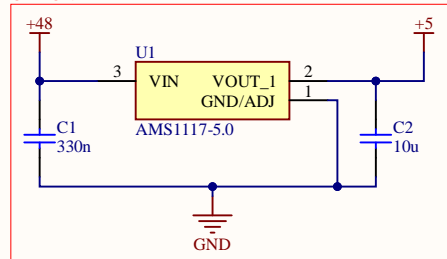 +48
+5
U1
3
VIN
VOUT_1
2
GND/ADJ
1
C1
330n
AMS1117-5.0
C2
10u
GND